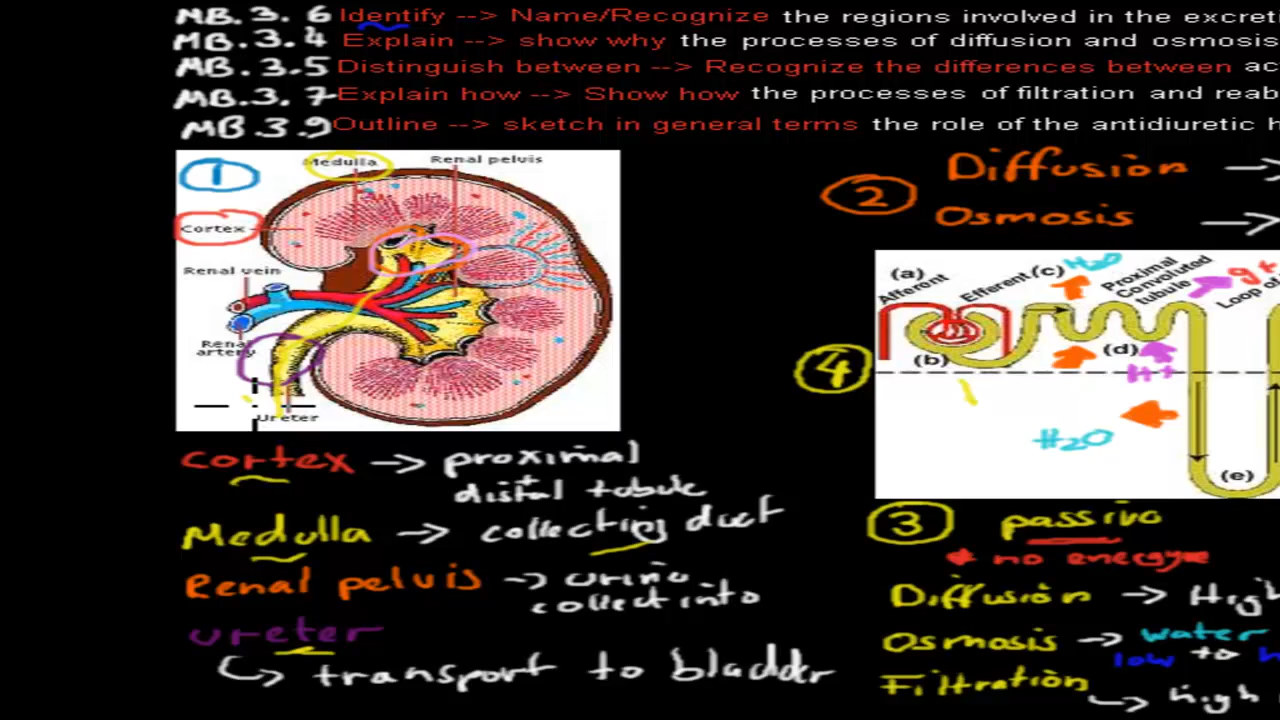 MB.3. 6 Identify --> Name/Recognize the regions involved in the excreti
MB.3.4 Explain --> show why the processes of diffusion and osmosis
MB.3.5 Distinguish between --> Recognize the differences between ac
MB.3. 7 Explain how --> Show how the processes of filtration and reab
MB.3.9 Outline --> sketch in general terms the role of the antidiuretic h
1
Medulla
Renal pelvis
Cortex
Renal vein
Renal artery
Ureter
cortex → proximal
+
distal tubule
Medulla → collecting duct
Renal pelvis → urine
collect into
ureter
↳ transport to bladder
2
Diffusion →
Osmosis →
4
(a)
Afferent
Efferent
(c)
H2O
Proximal
Convoluted
tubule
g+
Loop of
(b)
(d)
H+
H2O
(e)
3 passive
* no energy
Diffusion → High
Osmosis → water
low to h
Filtration
↳ high